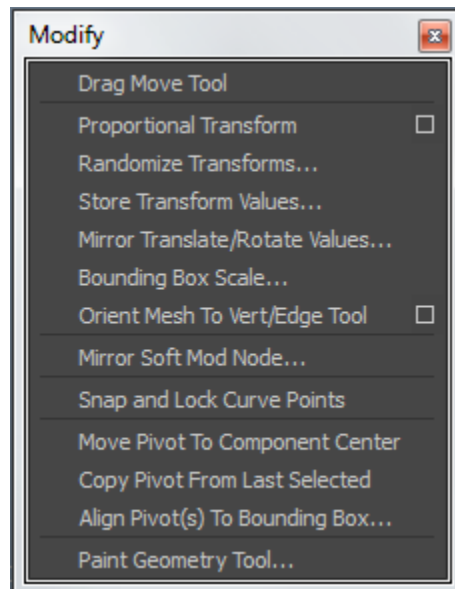 Modify
Drag Move Tool
Proportional Transform
Randomize Transforms...
Store Transform Values...
Mirror Translate/Rotate Values...
Bounding Box Scale...
Orient Mesh To Vert/Edge Tool
Mirror Soft Mod Node...
Snap and Lock Curve Points
Move Pivot To Component Center
Copy Pivot From Last Selected
Align Pivot(s) To Bounding Box...
Paint Geometry Tool...